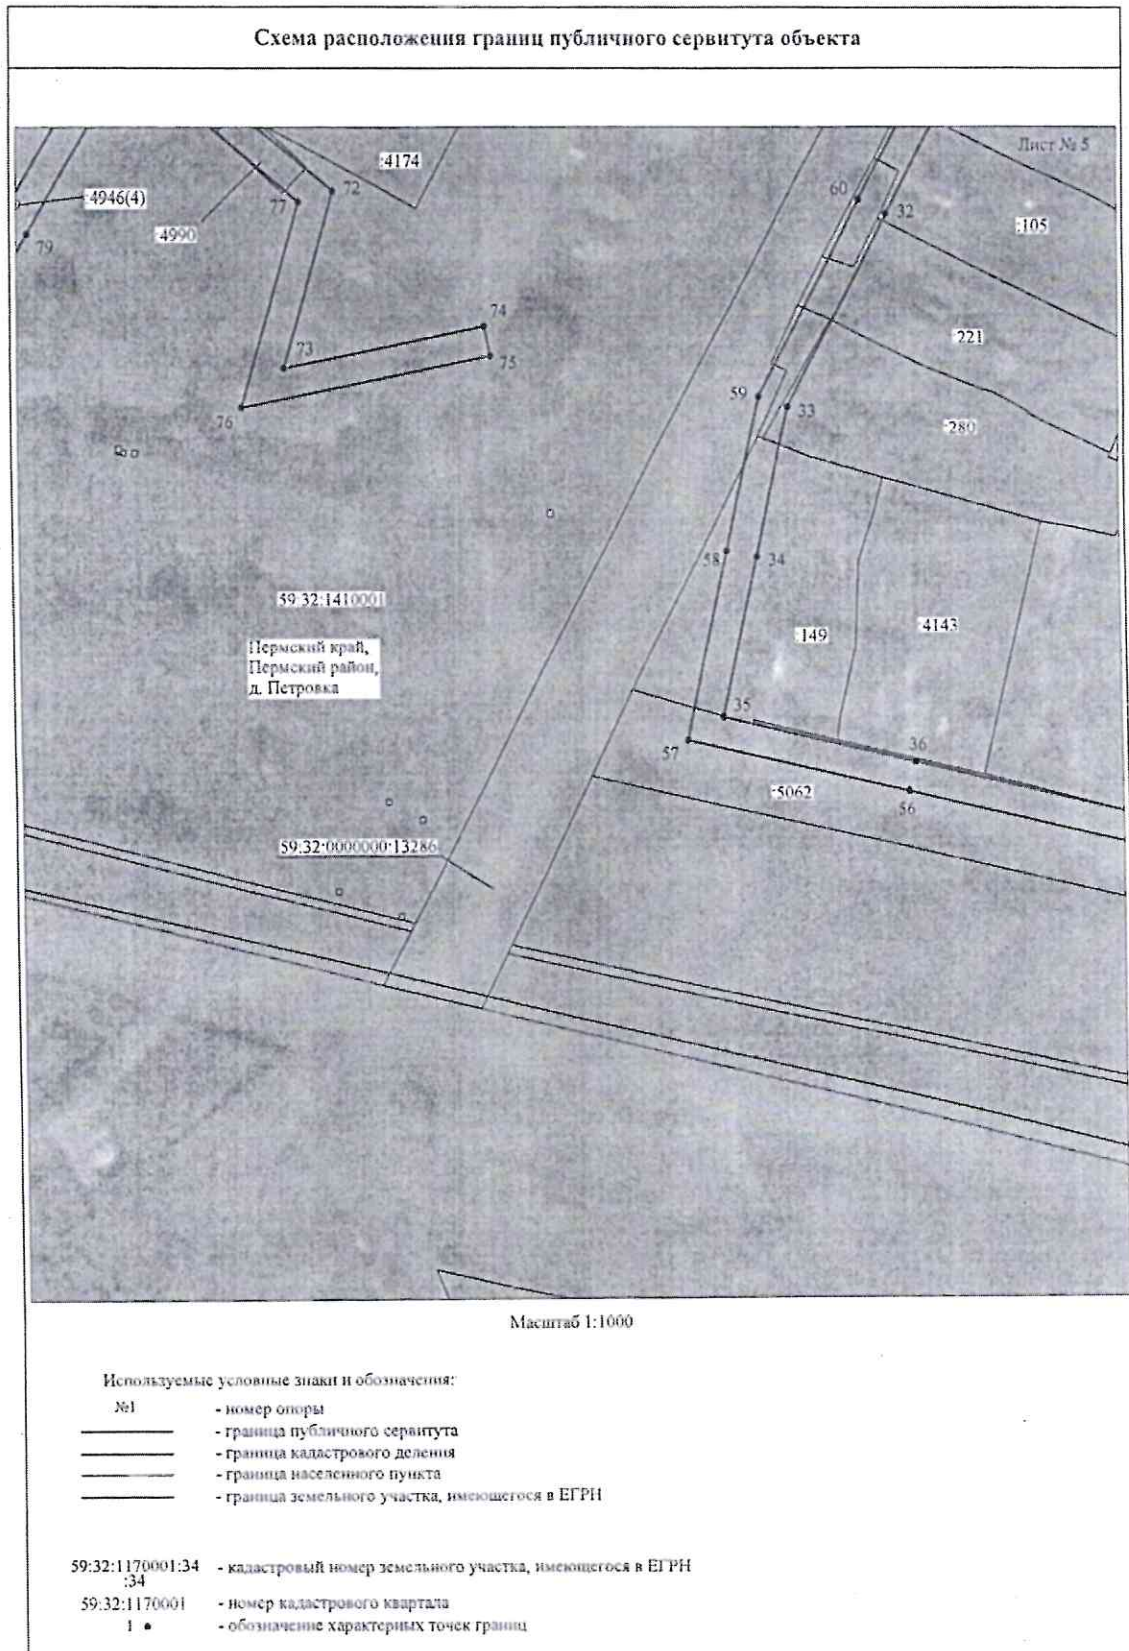 Схема расположения границ публичного сервитута объекта
Лист № 5
:4174
72
:4946(4)
77
60
32
:105
79
:4990
74
:221
73
75
59
33
76
:280
58
34
59:32:1410001
:149
:4143
Пермский край,
Пермский район,
д. Петровка
35
57
36
:5062
56
59:32:0000000:13286
Масштаб 1:1000
Используемые условные знаки и обозначения:
№1 - номер опоры
- граница публичного сервитута
- граница кадастрового деления
- граница населенного пункта
- граница земельного участка, имеющегося в ЕГРН
59:32:1170001:34 - кадастровый номер земельного участка, имеющегося в ЕГРН
:34
59:32:1170001 - номер кадастрового квартала
1 • - обозначение характерных точек границ